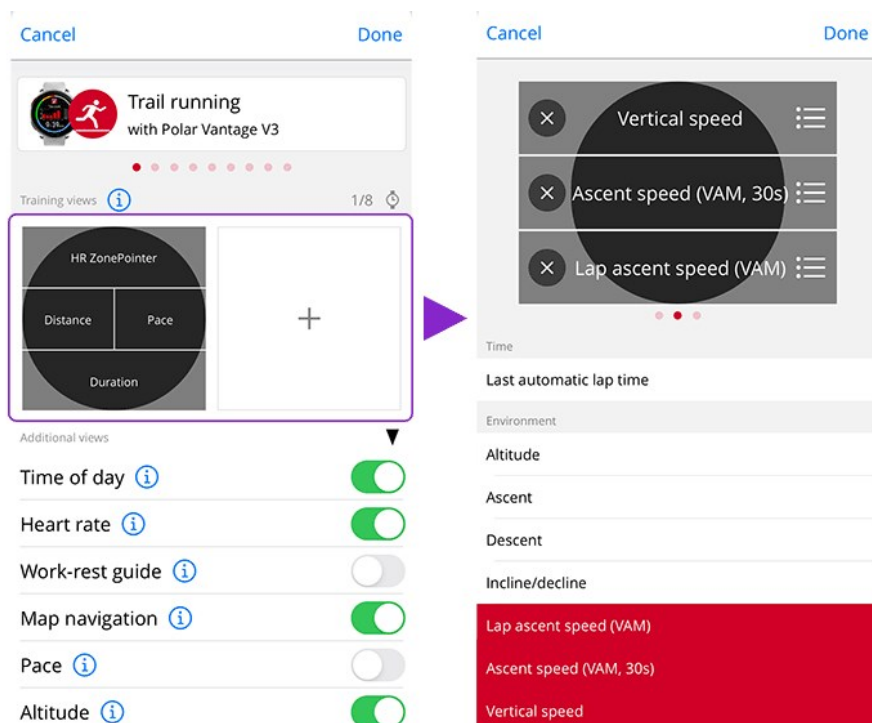 Cancel Done
Trail running
with Polar Vantage V3
Training views 1/8
HR ZonePointer
Distance Pace
Duration
+
Additional views
Time of day
Heart rate
Work-rest guide
Map navigation
Pace
Altitude
Cancel Done
Vertical speed
Ascent speed (VAM, 30s)
Lap ascent speed (VAM)
Time
Last automatic lap time
Environment
Altitude
Ascent
Descent
Incline/decline
Lap ascent speed (VAM)
Ascent speed (VAM, 30s)
Vertical speed